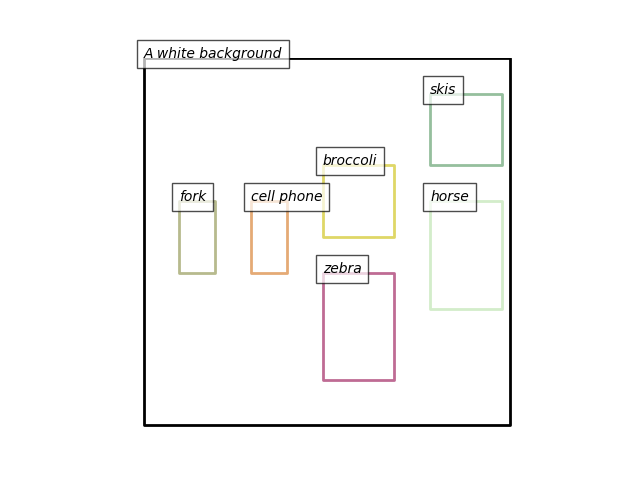 A white background
skis
broccoli
fork
cell phone
horse
zebra